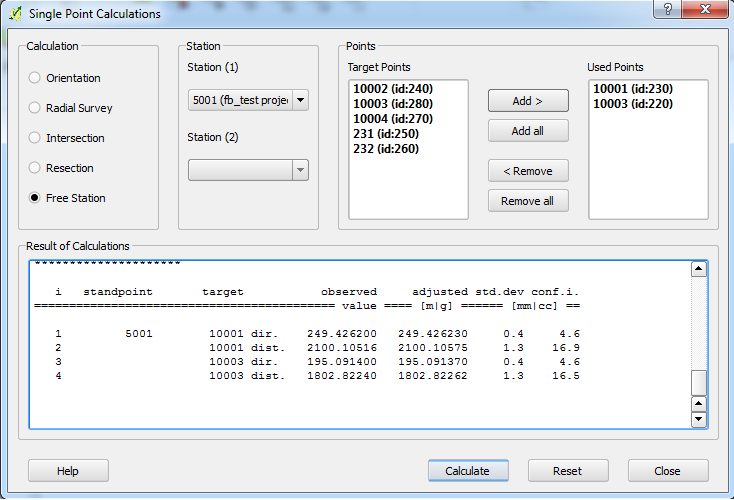 Single Point Calculations
?
Calculation
Orientation
Radial Survey
Intersection
Resection
Free Station
Station
Station (1)
5001 (fb_test proje
Station (2)
Points
Target Points
10002 (id:240)
10003 (id:280)
10004 (id:270)
231 (id:250)
232 (id:260)
Add >
Add all
< Remove
Remove all
Used Points
10001 (id:230)
10003 (id:220)
Result of Calculations
*********************
i standpoint target observed adjusted std.dev conf.i.
=========================================== value ==== [m|g] ====== [mm|cc] ==
1 5001 10001 dir. 249.426200 249.426230 0.4 4.6
2 10001 dist. 2100.10516 2100.10575 1.3 16.9
3 10003 dir. 195.091400 195.091370 0.4 4.6
4 10003 dist. 1802.82240 1802.82262 1.3 16.5
Help
Calculate
Reset
Close